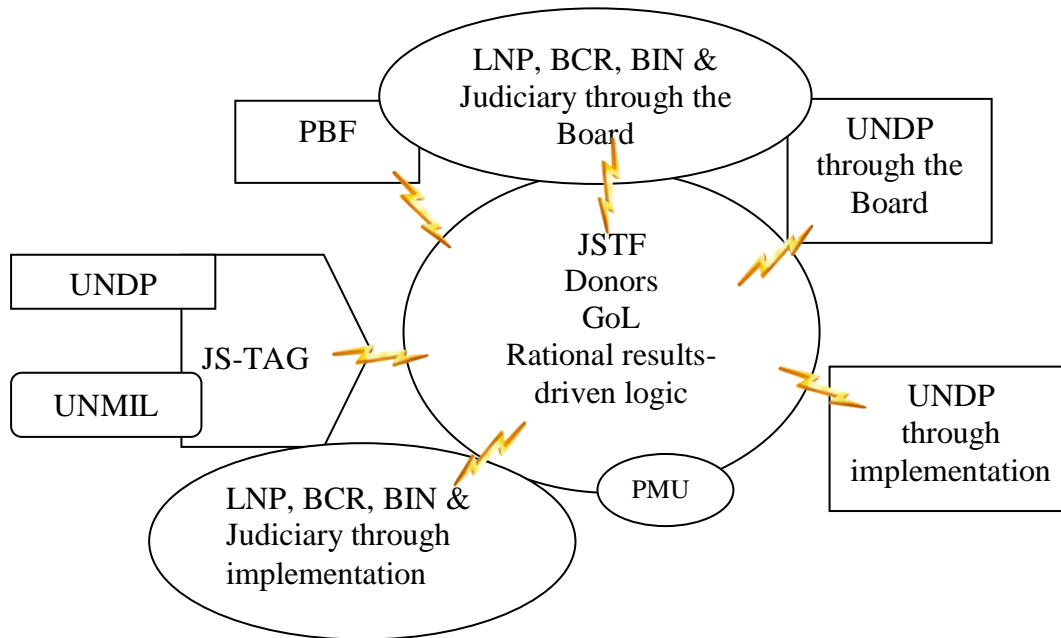 LNP, BCR, BIN &
Judiciary through the
Board
PBF
UNDP
through the
Board
JSTF
Donors
GoL
Rational results-
driven logic
UNDP
JS-TAG
UNMIL
UNDP
through
implementation
PMU
LNP, BCR, BIN &
Judiciary through
implementation